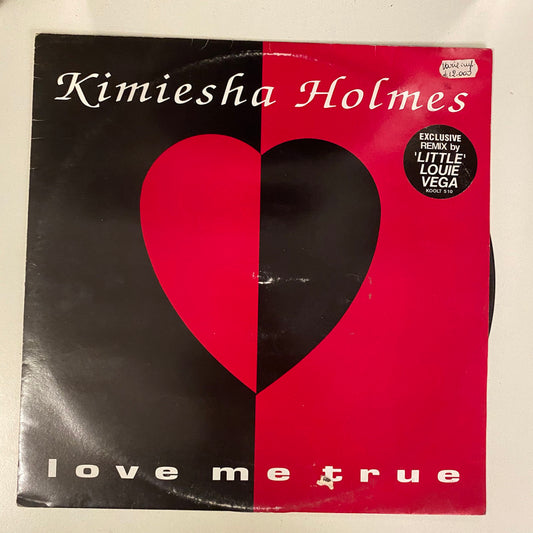 Kimiesha Holmes
EXCLUSIVE
REMIX by
'LITTLE'
LOUIE
VEGA
KOOLT 510
love me true